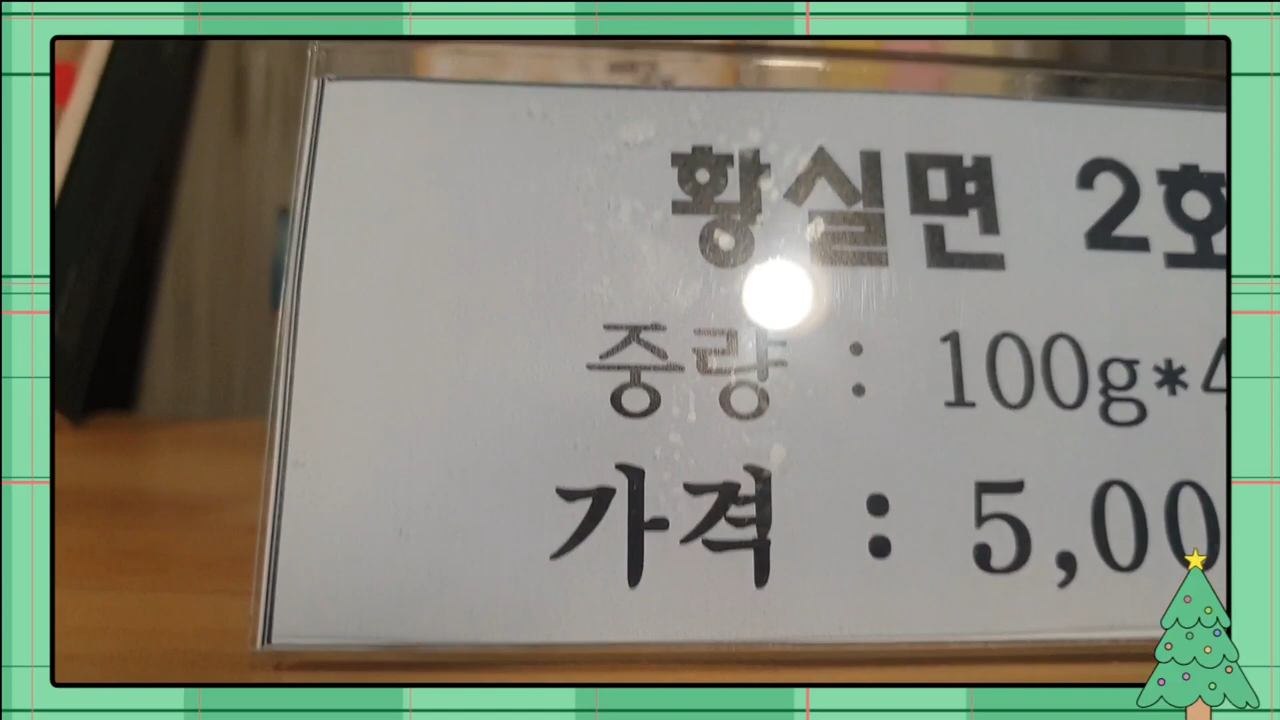 황실면 2호
중량 : 100g*4
가격 : 5,00